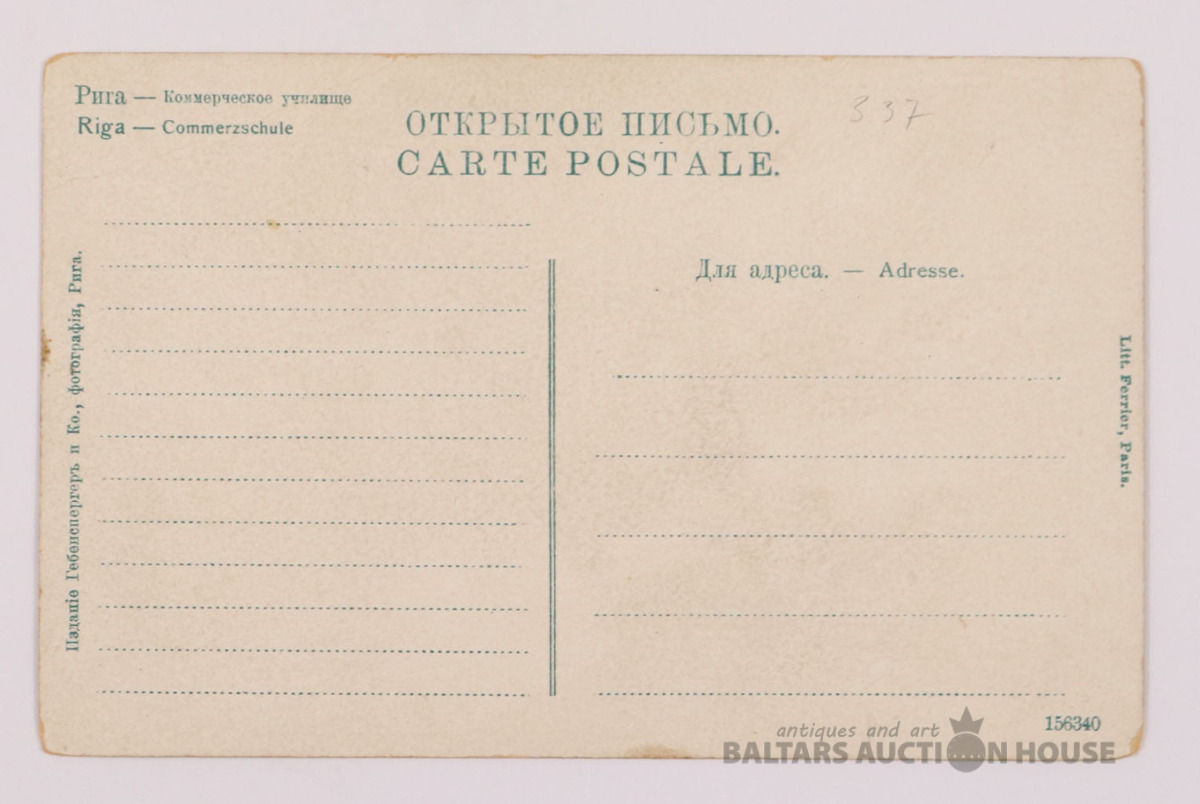 Рига — Коммерческое училище
Riga — Commerzschule
ОТКРЫТОЕ ПИСЬМО.
CARTE POSTALE.
337
Для адреса. — Adresse.
Изданіе Гебенспергеръ и Ко., фотографія, Рига.
Litt. Ferrier, Paris.
156340
antiques and art
BALTARS AUCTION HOUSE